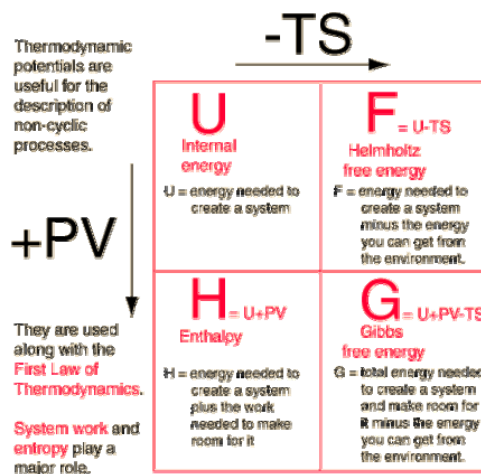 -TS
Thermodynamic
potentials are
useful for the
description of
non-cyclic
processes.
+PV
They are used
along with the
First Law of
Thermodynamics.
System work and
entropy play a
major role.
U
Internal
energy
U = energy needed to
create a system
F = U-TS
Helmholtz
free energy
F = energy needed to
create a system
minus the energy
you can get from
the environment.
H = U+PV
Enthalpy
H = energy needed to
create a system
plus the work
needed to make
room for it
G = U+PV-TS
Gibbs
free energy
G = total energy needed
to create a system
and make room for
it minus the energy
you can get from
the environment.